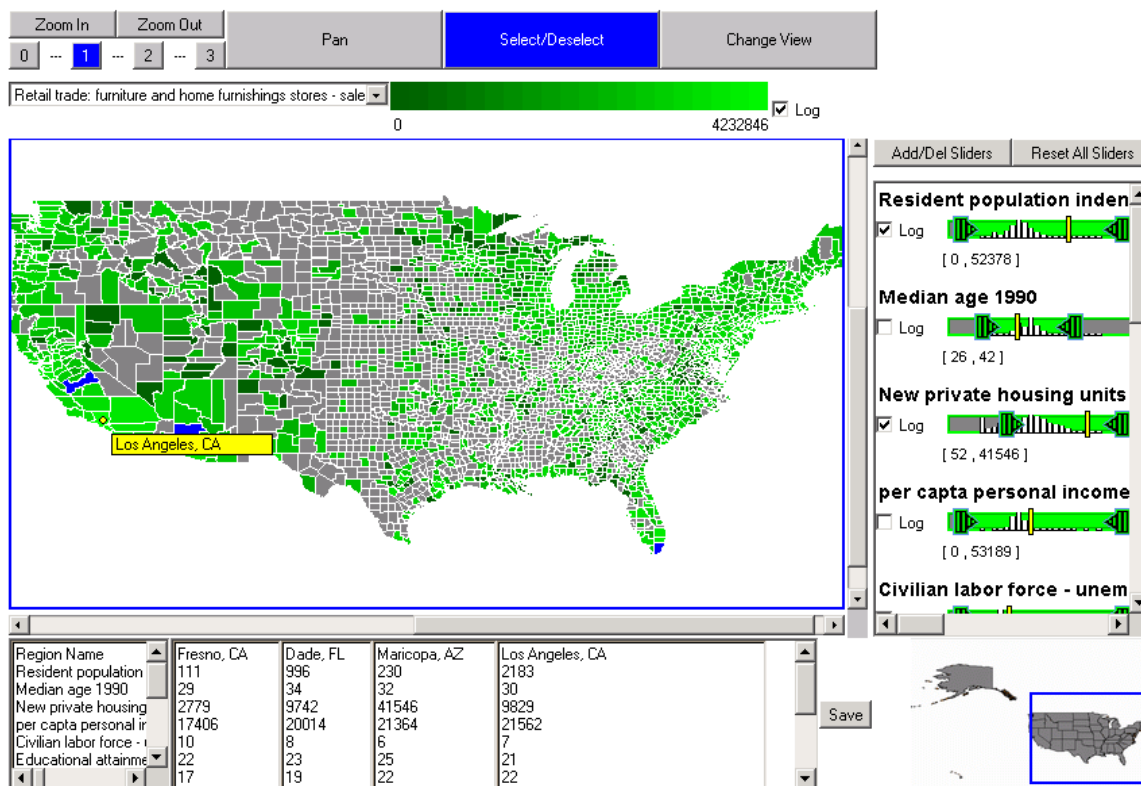 Zoom In Zoom Out
0 --- 1 --- 2 --- 3
Pan Select/Deselect Change View
Retail trade: furniture and home furnishings stores - sale
Log
0 4232846
Los Angeles, CA
Add/Del Sliders Reset All Sliders
Resident population inden
Log
[ 0 , 52378 ]
Median age 1990
Log
[ 26 , 42 ]
New private housing units
Log
[ 52 , 41546 ]
per capta personal income
Log
[ 0 , 53189 ]
Civilian labor force - unem
Region Name Fresno, CA Dade, FL Maricopa, AZ Los Angeles, CA
Resident population 111 996 230 2183
Median age 1990 29 34 32 30
New private housing 2779 9742 41546 9829
per capta personal in 17406 20014 21364 21562
Civilian labor force - 10 8 6 7
Educational attainme 22 23 25 21
17 19 22 22
Save